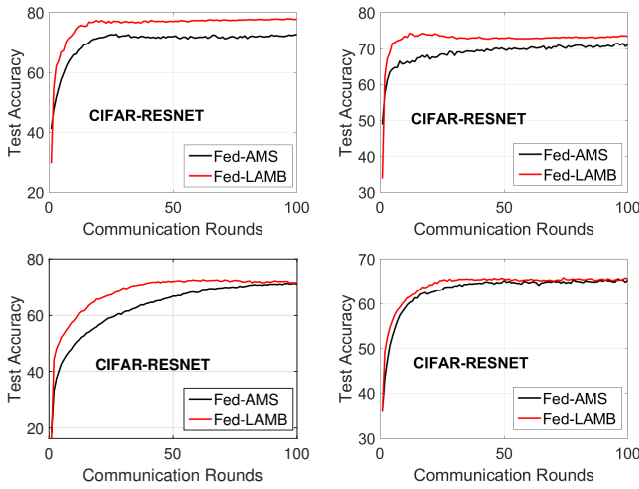 80
60
40
20
Test Accuracy
CIFAR-RESNET
Fed-AMS
Fed-LAMB
0
50
100
Communication Rounds
80
70
60
50
40
30
Test Accuracy
CIFAR-RESNET
Fed-AMS
Fed-LAMB
0
50
100
Communication Rounds
80
60
40
20
Test Accuracy
CIFAR-RESNET
Fed-AMS
Fed-LAMB
0
50
100
Communication Rounds
70
60
50
40
30
Test Accuracy
CIFAR-RESNET
Fed-AMS
Fed-LAMB
0
50
100
Communication Rounds